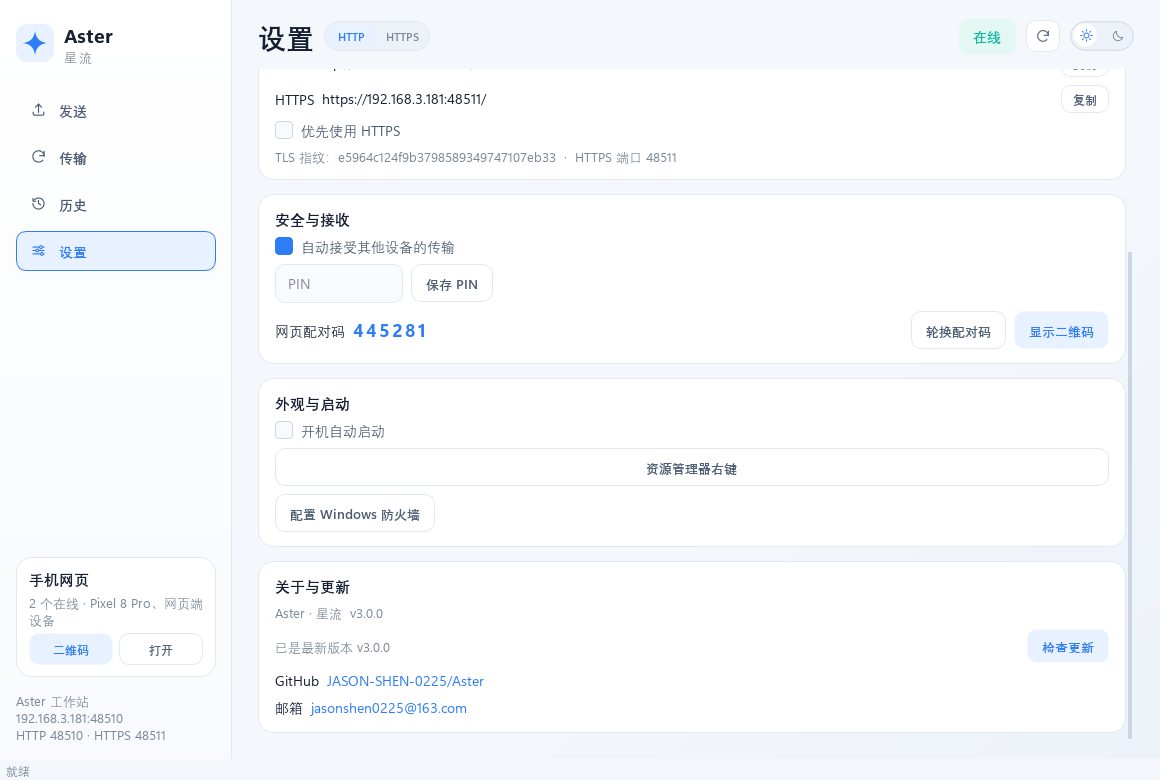 Aster
星流
发送
传输
历史
设置
手机网页
2 个在线 · Pixel 8 Pro、网页端
设备
二维码
打开
Aster 工作站
192.168.3.181:48510
HTTP 48510 · HTTPS 48511
就绪
设置
HTTP
HTTPS
在线
HTTPS https://192.168.3.181:48511/
复制
优先使用 HTTPS
TLS 指纹: e5964c124f9b3798589349747107eb33 · HTTPS 端口 48511
安全与接收
自动接受其他设备的传输
PIN
保存 PIN
网页配对码 445281
轮换配对码
显示二维码
外观与启动
开机自动启动
资源管理器右键
配置 Windows 防火墙
关于与更新
Aster · 星流 v3.0.0
已是最新版本 v3.0.0
检查更新
GitHub JASON-SHEN-0225/Aster
邮箱 jasonshen0225@163.com